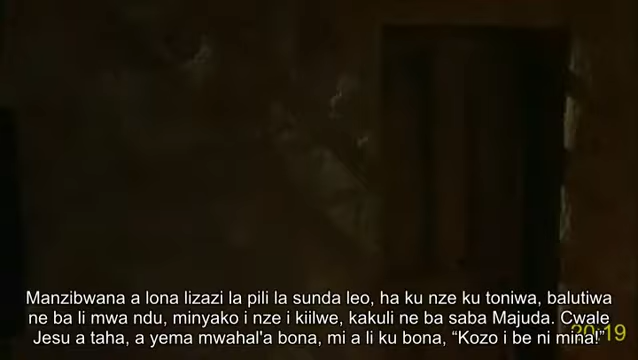 Manzibwana a lona lizazi la pili la sunda leo, ha ku nze ku toniwa, balutiwa
ne ba li mwa ndu, minyako i nze i kiilwe, kakuli ne ba saba Majuda. Cwale
Jesu a taha, a yema mwahal'a bona, mi a li ku bona, “Kozo i be ni mina!”
20:19